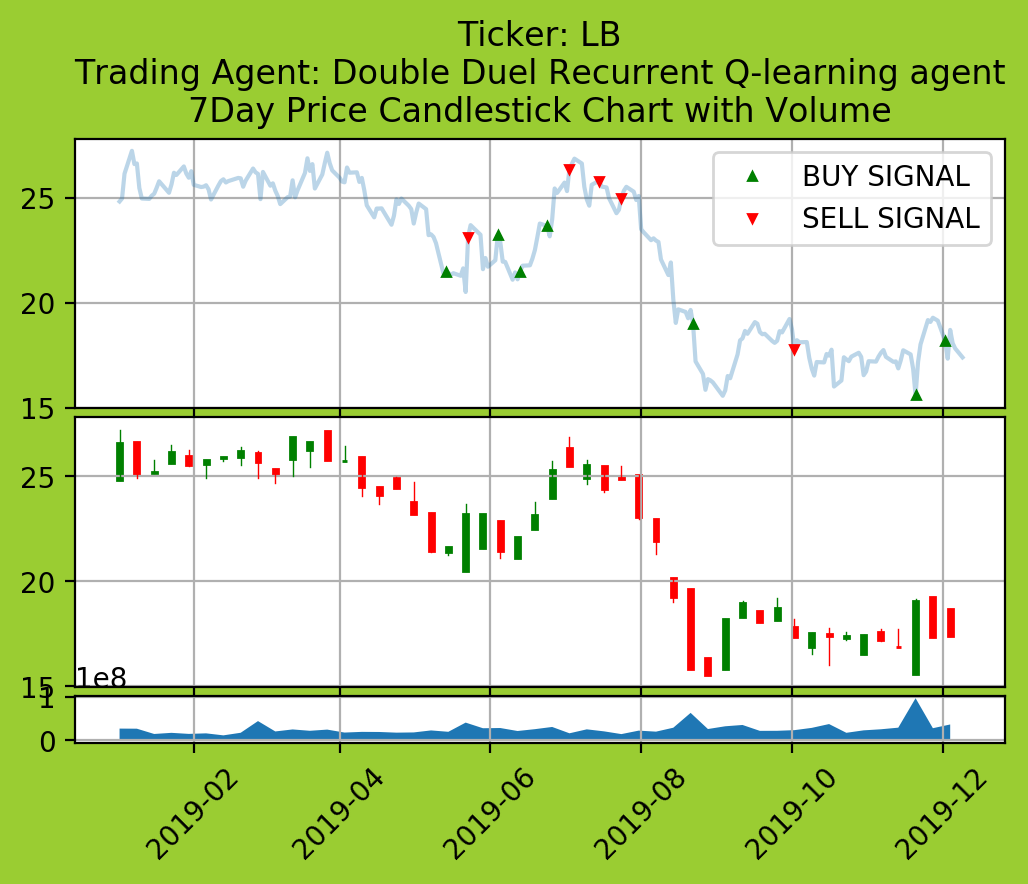 Ticker: LB
Trading Agent: Double Duel Recurrent Q-learning agent
7Day Price Candlestick Chart with Volume
BUY SIGNAL
SELL SIGNAL
25
20
15
25
20
15
1e8
1
0
2019-02
2019-04
2019-06
2019-08
2019-10
2019-12